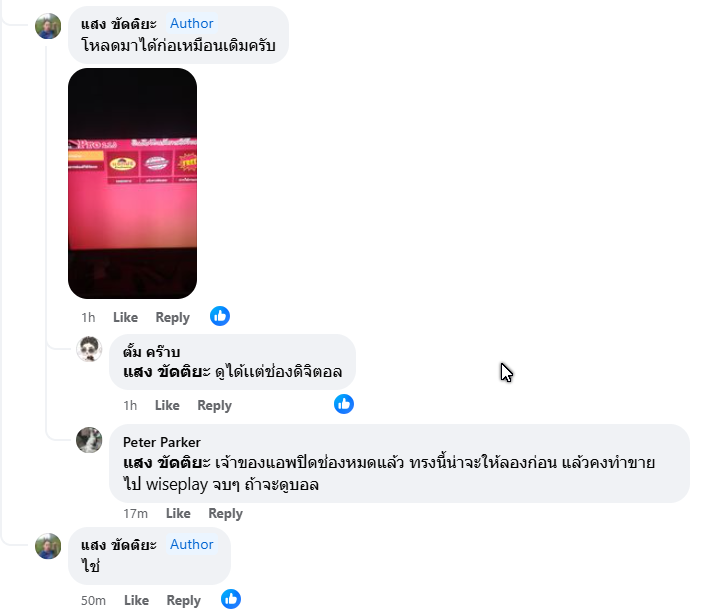 แสง ขัดติยะ Author
โหลดมาได้ก่อเหมือนเดิมครับ
1h Like Reply
ตั้ม คร๊าบ
แสง ขัดติยะ ดูได้แต่ช่องดิจิตอล
1h Like Reply
Peter Parker
แสง ขัดติยะ เจ้าของแอพปิดช่องหมดแล้ว ทรงนี้น่าจะให้ลองก่อน แล้วคงทำขาย
ไป wiseplay จบๆ ถ้าจะดูบอล
17m Like Reply
แสง ขัดติยะ Author
ไช่
50m Like Reply